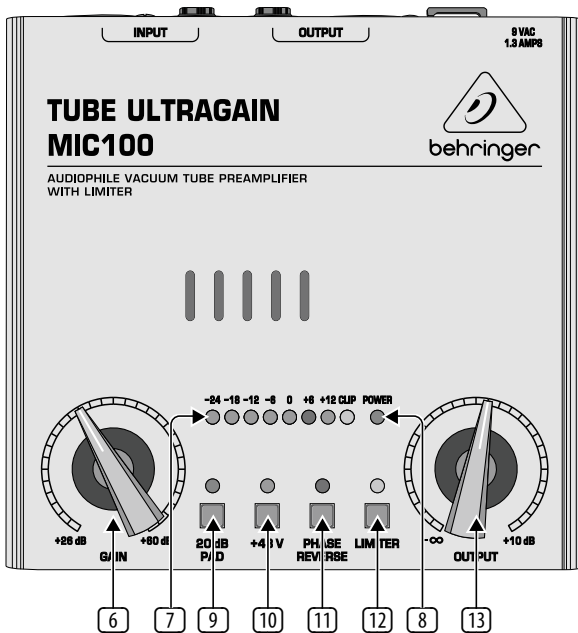 INPUT
OUTPUT
9 VAC
1.3 AMPS
TUBE ULTRAGAIN
MIC100
behringer
AUDIOPHILE VACUUM TUBE PREAMPLIFIER
WITH LIMITER
-24 -18 -12 -6 0 +6 +12 CLIP POWER
+26 dB
+60 dB
GAIN
20 dB
PAD
+48 V
PHASE
REVERSE
LIMITER
-∞
+10 dB
OUTPUT
6 7 9 10 11 12 8 13